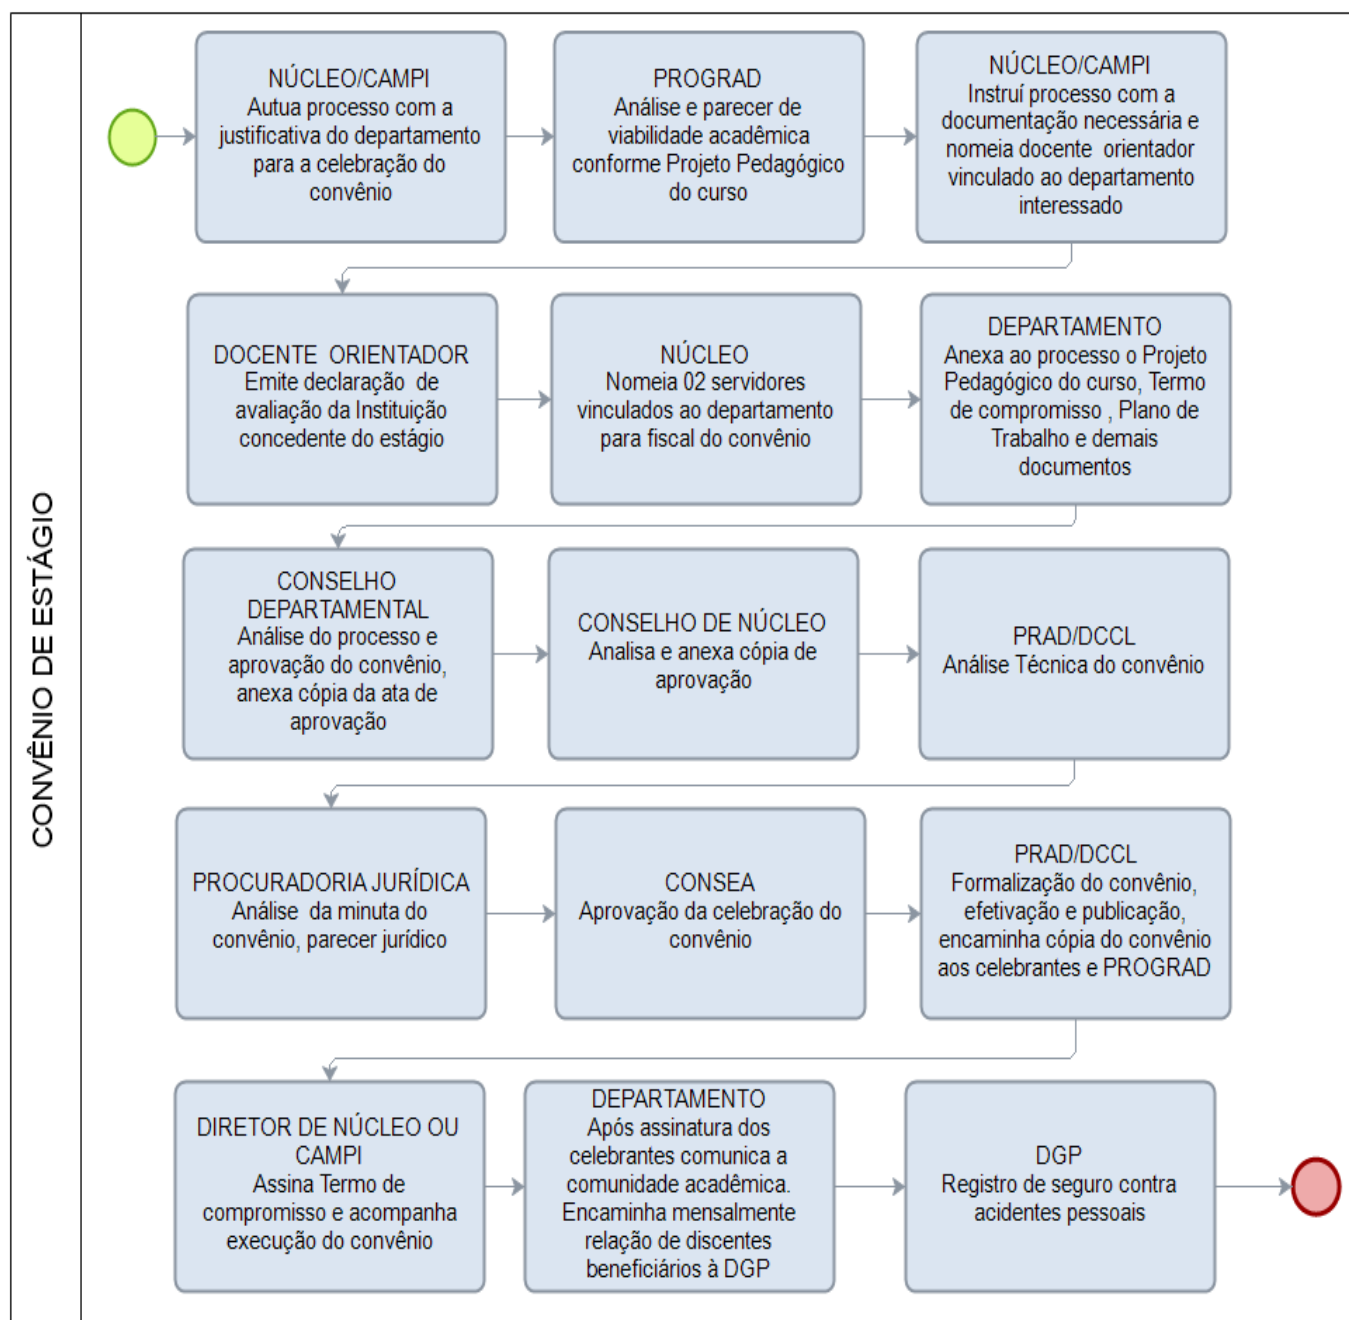 CONVÊNIO DE ESTÁGIO
NÚCLEO/CAMPI
Autua processo com a
justificativa do departamento
para a celebração do
convênio
PROGRAD
Análise e parecer de
viabilidade acadêmica
conforme Projeto Pedagógico
do curso
NÚCLEO/CAMPI
Instruí processo com a
documentação necessária e
nomeia docente orientador
vinculado ao departamento
interessado
DOCENTE ORIENTADOR
Emite declaração de
avaliação da Instituição
concedente do estágio
NÚCLEO
Nomeia 02 servidores
vinculados ao departamento
para fiscal do convênio
DEPARTAMENTO
Anexa ao processo o Projeto
Pedagógico do curso, Termo
de compromisso , Plano de
Trabalho e demais
documentos
CONSELHO
DEPARTAMENTAL
Análise do processo e
aprovação do convênio,
anexa cópia da ata de
aprovação
CONSELHO DE NÚCLEO
Analisa e anexa cópia de
aprovação
PRAD/DCCL
Análise Técnica do convênio
PROCURADORIA JURÍDICA
Análise da minuta do
convênio, parecer jurídico
CONSEA
Aprovação da celebração do
convênio
PRAD/DCCL
Formalização do convênio,
efetivação e publicação,
encaminha cópia do convênio
aos celebrantes e PROGRAD
DIRETOR DE NÚCLEO OU
CAMPI
Assina Termo de
compromisso e acompanha
execução do convênio
DEPARTAMENTO
Após assinatura dos
celebrantes comunica a
comunidade acadêmica.
Encaminha mensalmente
relação de discentes
beneficiários à DGP
DGP
Registro de seguro contra
acidentes pessoais